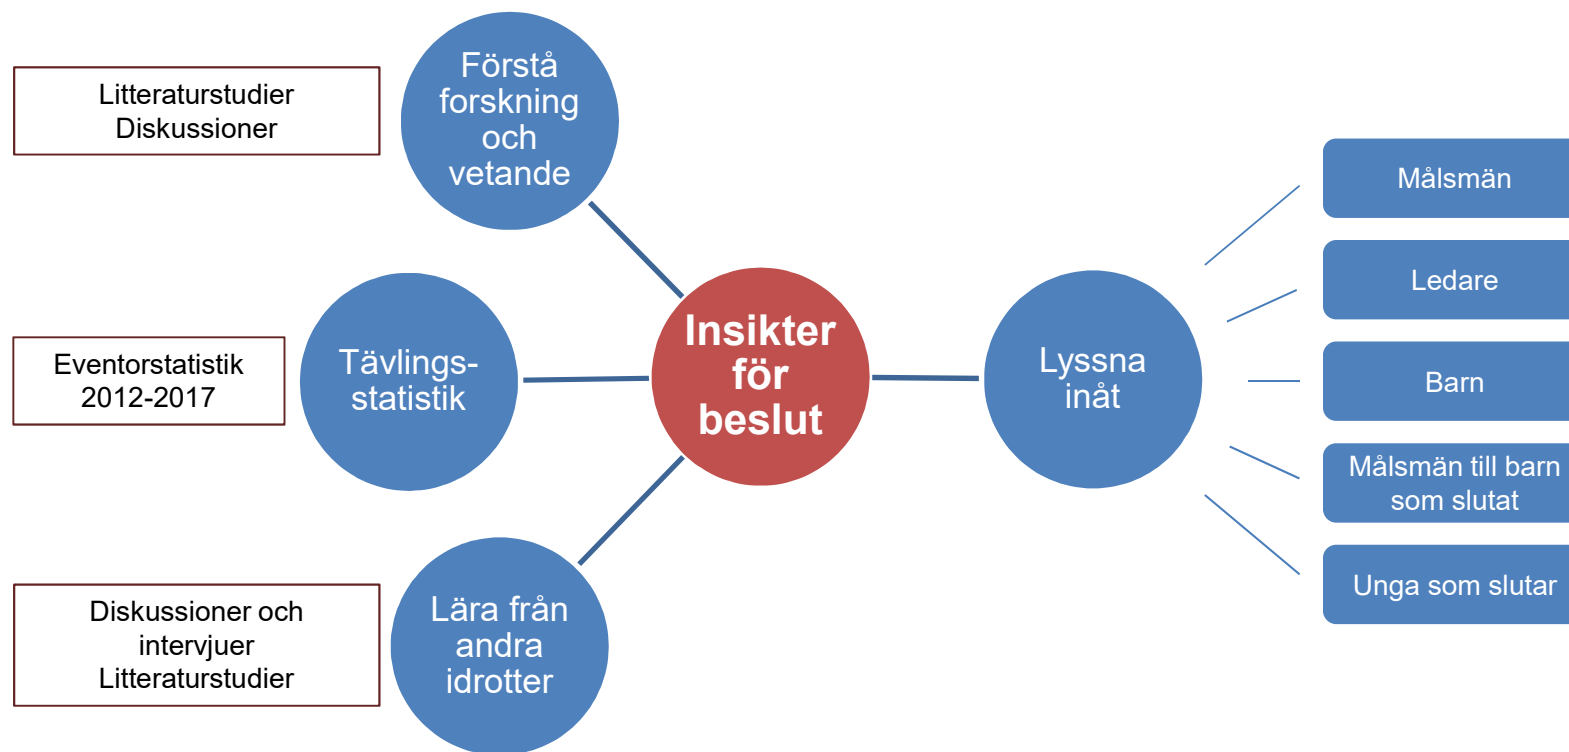 Litteraturstudier
Diskussioner
Förstå
forskning
och
vetande
Eventorstatistik
2012-2017
Tävlings-
statistik
Diskussioner och
intervjuer
Litteraturstudier
Lära från
andra
idrotter
Insikter
för
beslut
Lyssna
inåt
Målsmän
Ledare
Barn
Målsmän till barn
som slutat
Unga som slutar